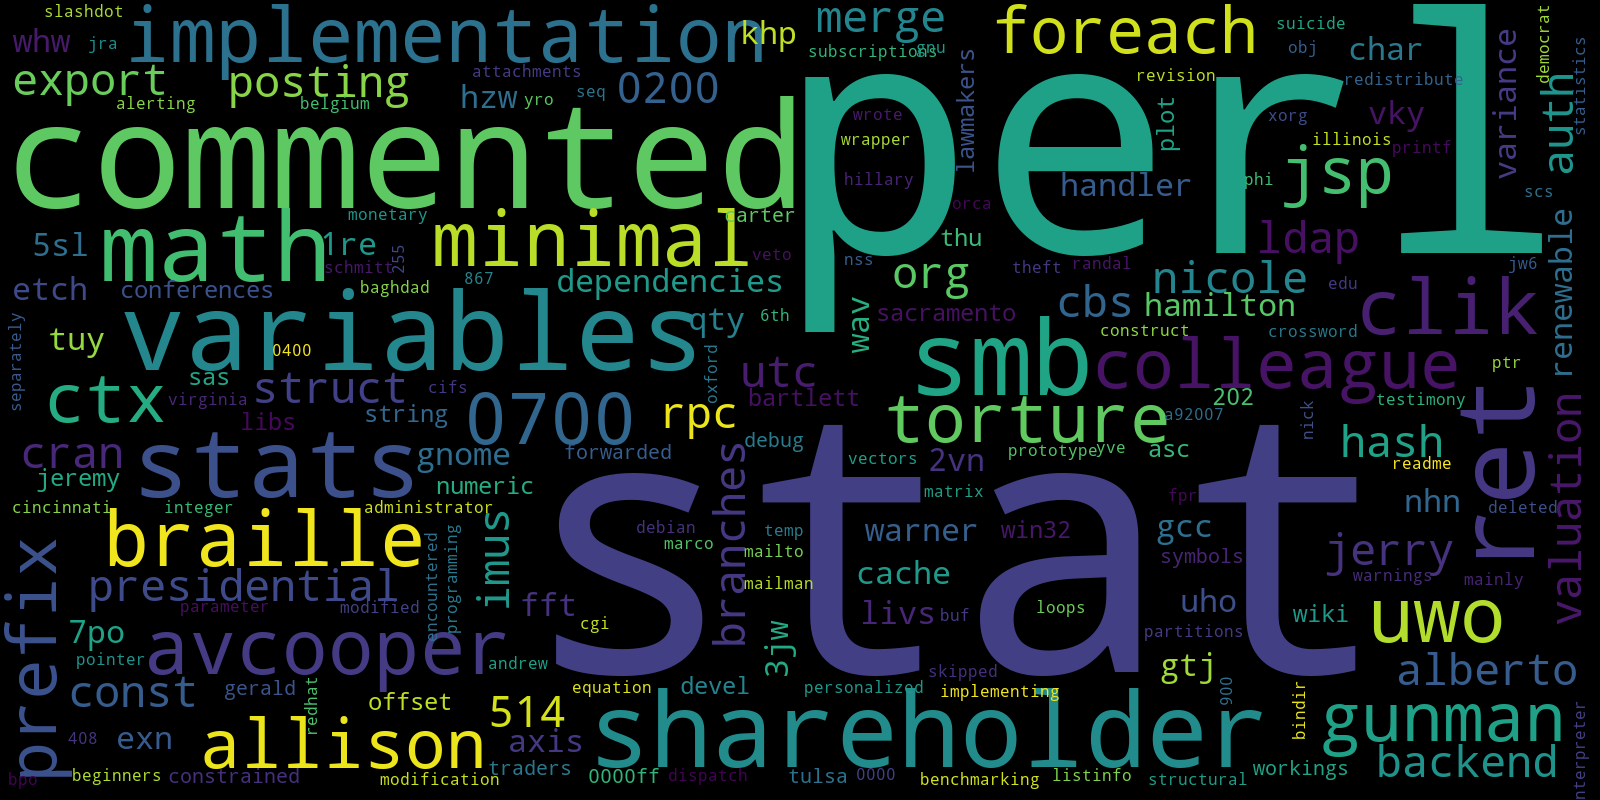 slashdot
whw
jra
implementation
khp
merge
foreach
suicide
obj
char
democrat
subscriptions
gnu
lawmakers
perl
variance
statistics
export
posting
attachments
hzw
seq
0200
revision
redistribute
auth
alerting
belgium
yro
commented
wrote
plot
xorg
vky
wrapper
illinois
printf
hillary
handler
phi
jsp
scs
orca
monetary
carter
math
minimal
5sl
1re
255
schmitt
veto
thu
ldap
renewable
nss
theft
randal
jw6
867
baghdad
dependencies
org
nicole
edu
etch
conferences
cbs
hamilton
clik
variables
qty
6th
wav
sacramento
construct
crossword
separately
tuy
0400
smb
colleague
ptr
utc
oxford
sas
struct
cifs
virginia
bartlett
ctx
libs
string
0700
rpc
torture
202
testimony
a92007
nick
ret
valuation
cran
stats
gnome
forwarded
debug
branches
vectors
2vn
prototype
yve
asc
hash
readme
jeremy
numeric
matrix
fpr
nhn
deleted
cincinnati
integer
administrator
stat
braille
imus
debian
temp
warner
win32
gcc
marco
mailto
symbols
jerry
prefix
encountered
programming
mailman
cache
warnings
mainly
presidential
parameter
modified
fft
livs
buf
loops
uho
wiki
uwo
cgi
7po
avcooper
partitions
pointer
andrew
3jw
skipped
gtj
alberto
const
gerald
redhat
offset
equation
devel
personalized
implementing
900
bindir
interpreter
514
shareholder
gunman
408
exn
allison
axis
backend
bpb
beginners
constrained
modification
traders
0000ff
dispatch
tulsa
0000
benchmarking
listinfo
structural
workings